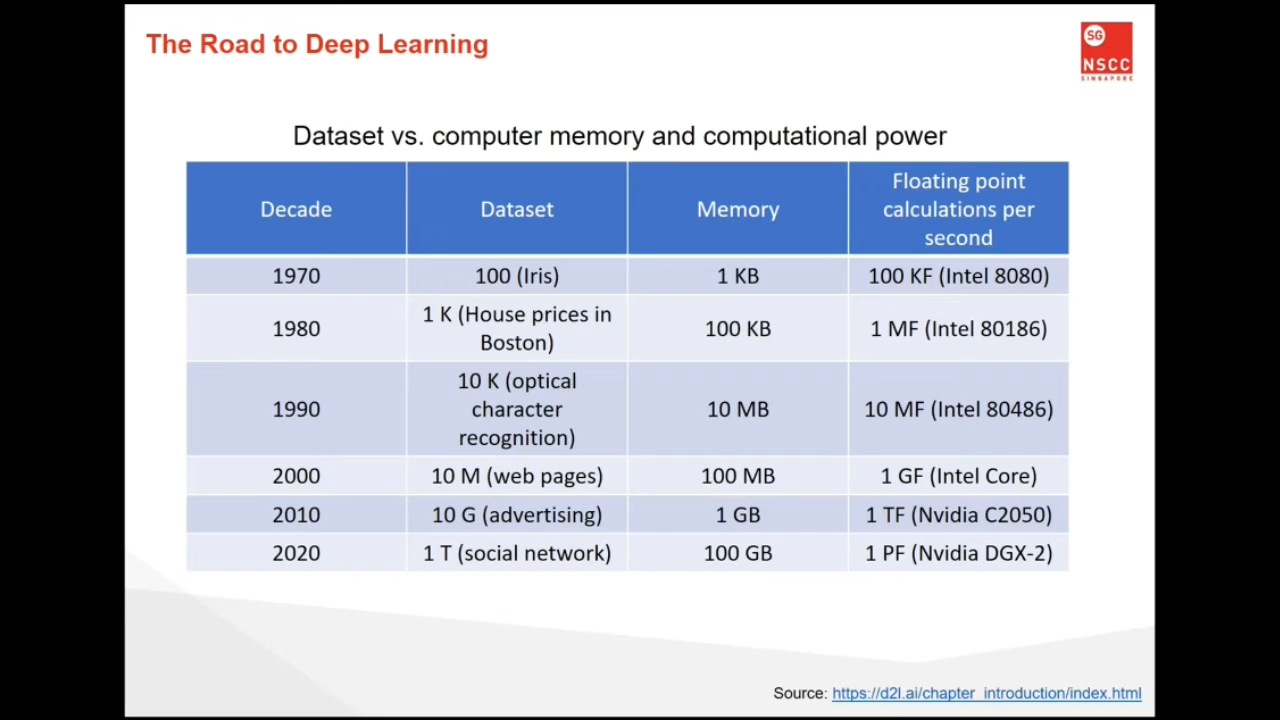 The Road to Deep Learning
SG
NSCC
SINGAPORE
Dataset vs. computer memory and computational power
Decade
Dataset
Memory
Floating point
calculations per
second
1970
100 (Iris)
1 KB
100 KF (Intel 8080)
1980
1 K (House prices in
Boston)
100 KB
1 MF (Intel 80186)
1990
10 K (optical
character
recognition)
10 MB
10 MF (Intel 80486)
2000
10 M (web pages)
100 MB
1 GF (Intel Core)
2010
10 G (advertising)
1 GB
1 TF (Nvidia C2050)
2020
1 T (social network)
100 GB
1 PF (Nvidia DGX-2)
Source: https://d2l.ai/chapter_introduction/index.html